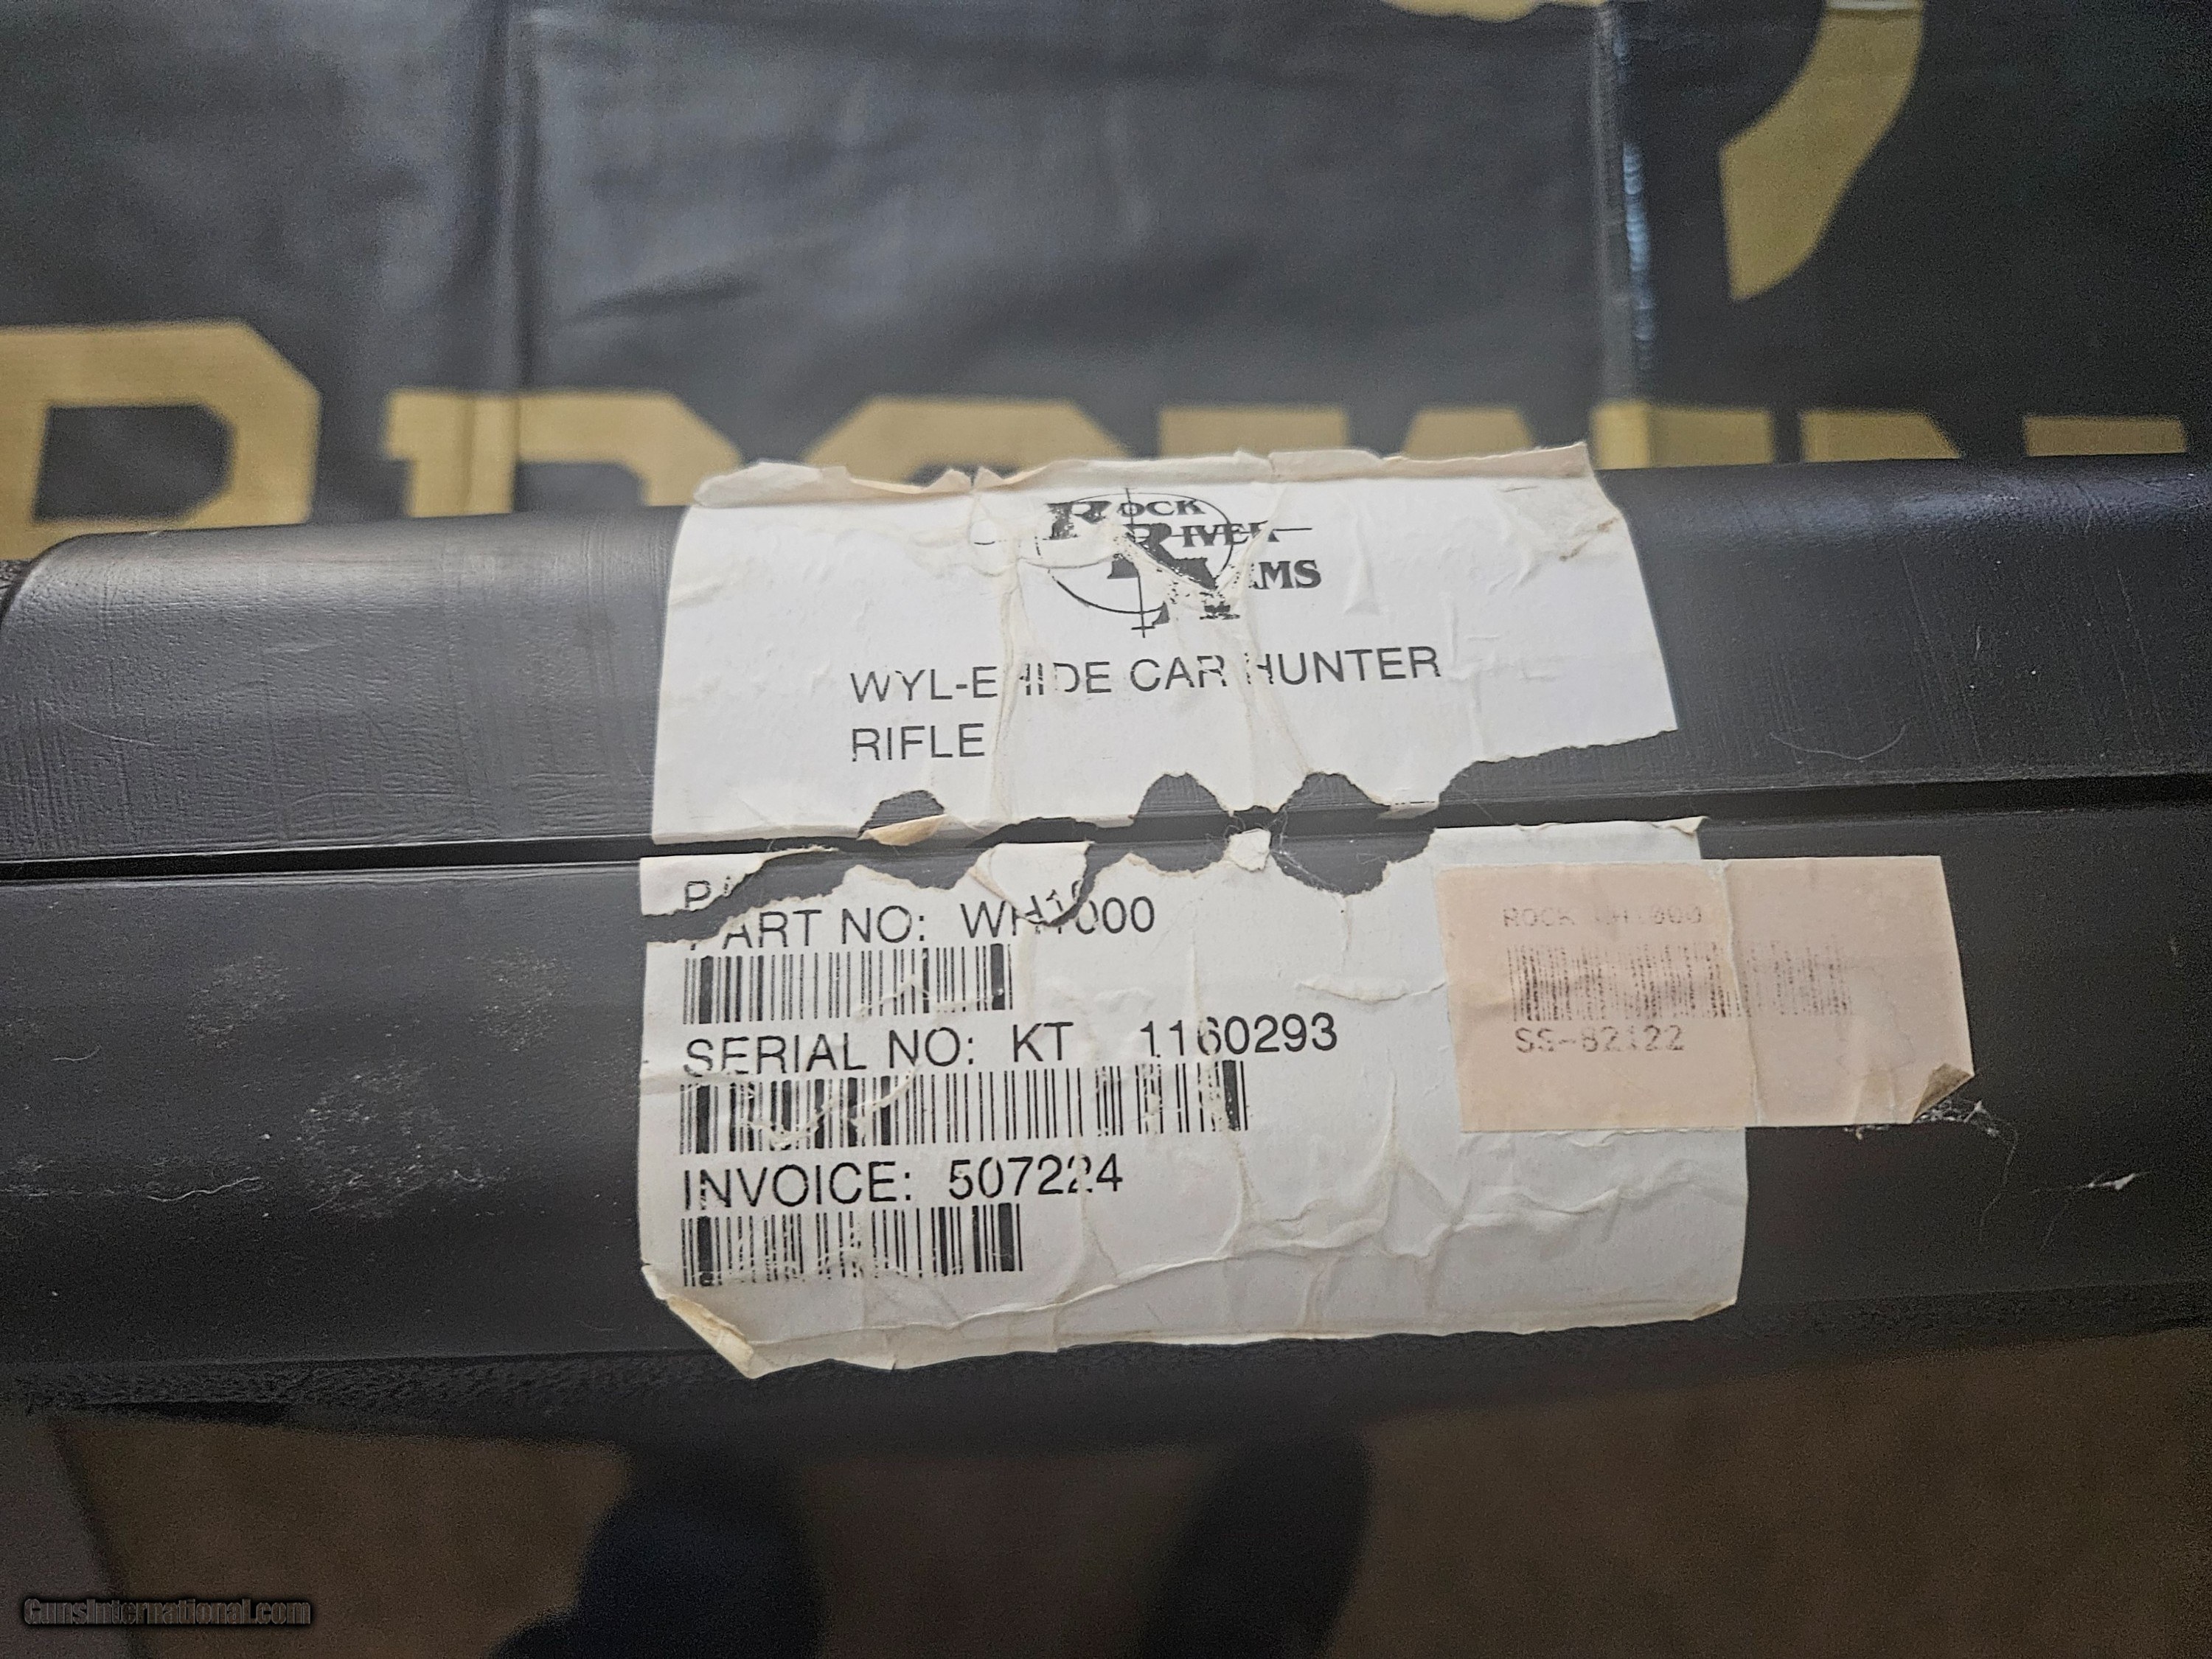 ROCK
RIVER
ARMS
WYL-EHIDE CAR HUNTER
RIFLE
PART NO: WH1000
SERIAL NO: KT 1160293
INVOICE: 507224
ROCK WH1000
SS-82122
GunsInternational.com